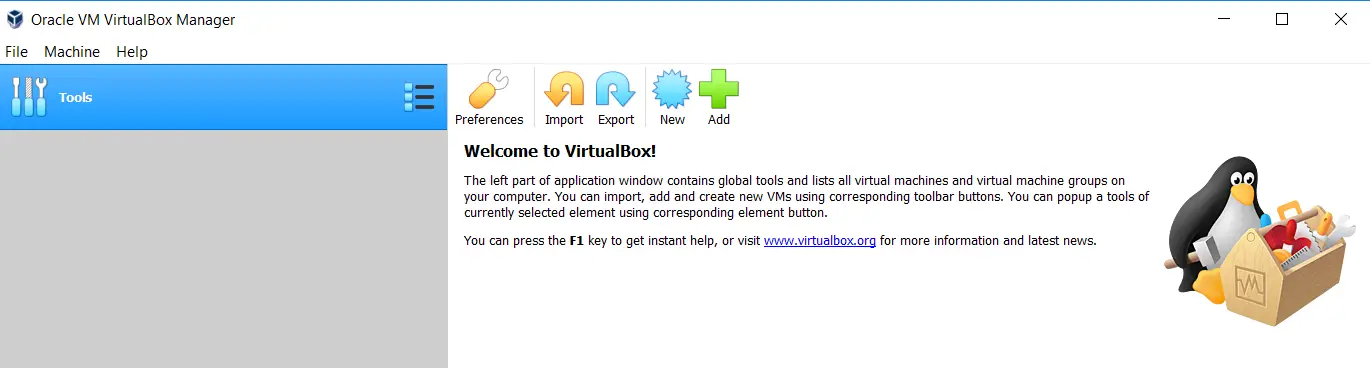 Oracle VM VirtualBox Manager
File Machine Help
Tools
Preferences Import Export New Add
Welcome to VirtualBox!
The left part of application window contains global tools and lists all virtual machines and virtual machine groups on
your computer. You can import, add and create new VMs using corresponding toolbar buttons. You can popup a tools of
currently selected element using corresponding element button.
You can press the F1 key to get instant help, or visit www.virtualbox.org for more information and latest news.